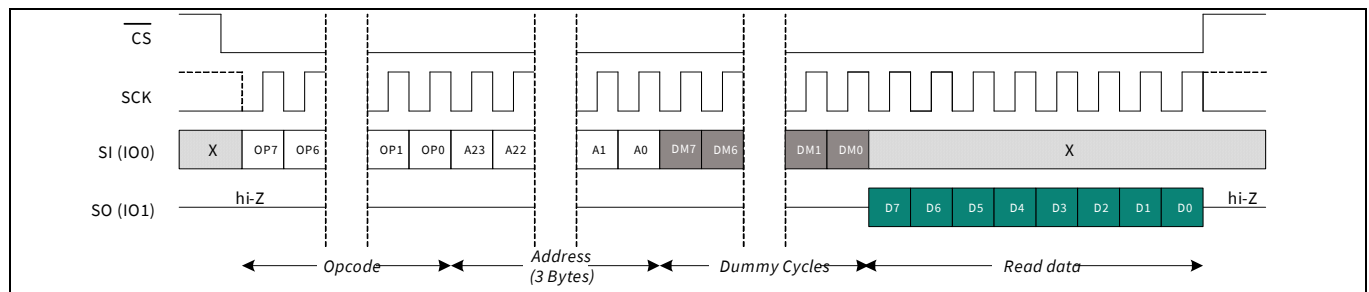 CS
SCK
SI (IO0) X OP7 OP6 OP1 OP0 A23 A22 A1 A0 DM7 DM6 DM1 DM0 X
hi-Z hi-Z
SO (IO1) D7 D6 D5 D4 D3 D2 D1 D0
Opcode Address (3 Bytes) Dummy Cycles Read data